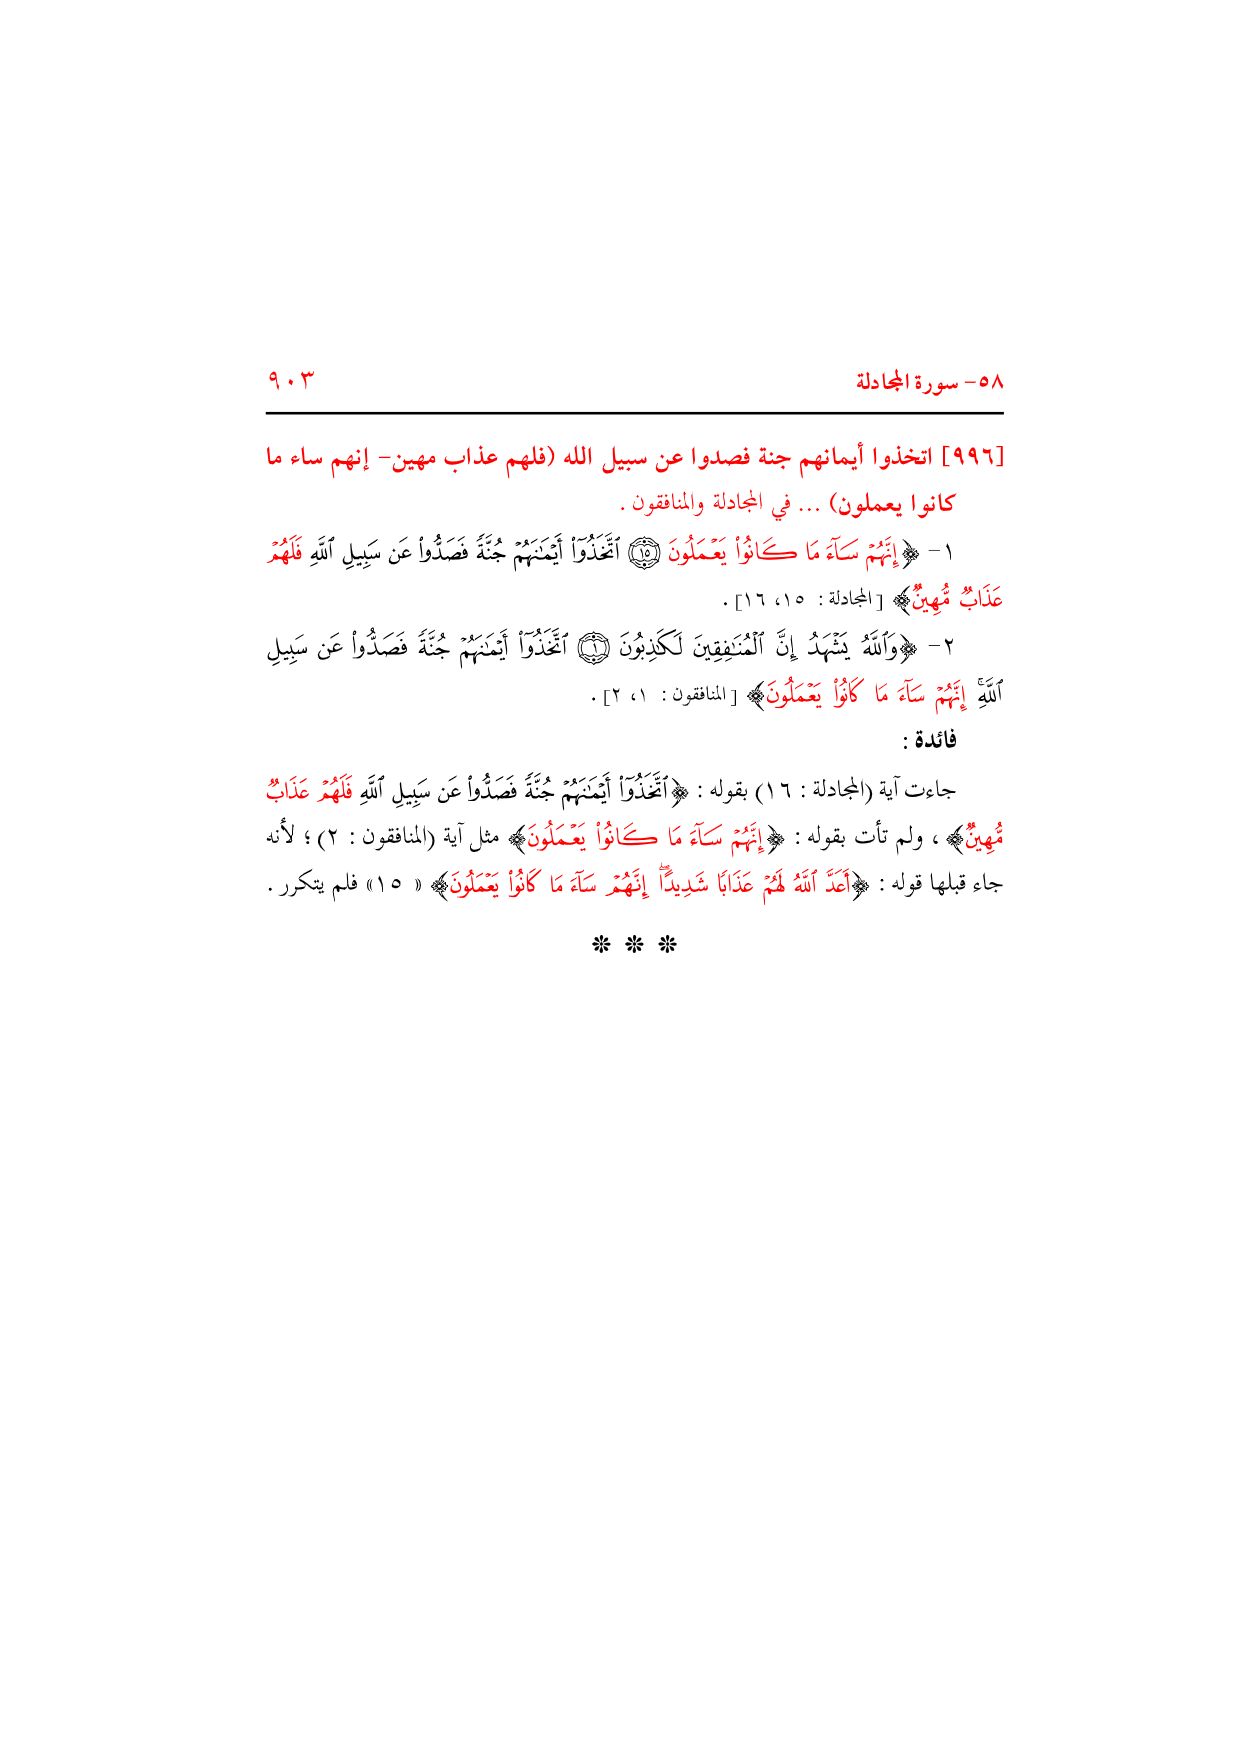 ٥٨- سورة المجادلة ٩٠٣
[٩٩٦] اتخذوا أيمانهم جنة فصدوا عن سبيل الله (فلهم عذاب مهين- إنهم ساء ما
كانوا يعملون) ... في المجادلة والمنافقون .
١- ﴿إِنَّهُمْ سَآءَ مَا كَانُوا۟ يَعْمَلُونَ ١٥ ٱتَّخَذُوٓا۟ أَيْمَـٰنَهُمْ جُنَّةً فَصَدُّوا۟ عَن سَبِيلِ ٱللَّهِ فَلَهُمْ
عَذَابٌ مُّهِينٌ﴾ [المجادلة : ١٥، ١٦] .
٢- ﴿وَٱللَّهُ يَشْهَدُ إِنَّ ٱلْمُنَـٰفِقِينَ لَكَـٰذِبُونَ ١ ٱتَّخَذُوٓا۟ أَيْمَـٰنَهُمْ جُنَّةً فَصَدُّوا۟ عَن سَبِيلِ
ٱللَّهِ ۚ إِنَّهُمْ سَآءَ مَا كَانُوا۟ يَعْمَلُونَ﴾ [المنافقون : ١، ٢] .
فائدة :
جاءت آية (المجادلة : ١٦) بقوله : ﴿ٱتَّخَذُوٓا۟ أَيْمَـٰنَهُمْ جُنَّةً فَصَدُّوا۟ عَن سَبِيلِ ٱللَّهِ فَلَهُمْ عَذَابٌ
مُّهِينٌ﴾ ، ولم تأت بقوله : ﴿إِنَّهُمْ سَآءَ مَا كَانُوا۟ يَعْمَلُونَ﴾ مثل آية (المنافقون : ٢) ؛ لأنه
جاء قبلها قوله : ﴿أَعَدَّ ٱللَّهُ لَهُمْ عَذَابًا شَدِيدًا ۖ إِنَّهُمْ سَآءَ مَا كَانُوا۟ يَعْمَلُونَ﴾ « ١٥» فلم يتكرر .
❊ ❊ ❊